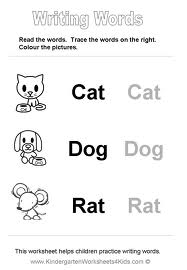 Writing Words
Read the words. Trace the words on the right.
Colour the pictures.
Cat Cat
Dog Dog
Rat Rat
This worksheet helps children practice writing words.
www.KindergartenWorksheets4Kids.com ©